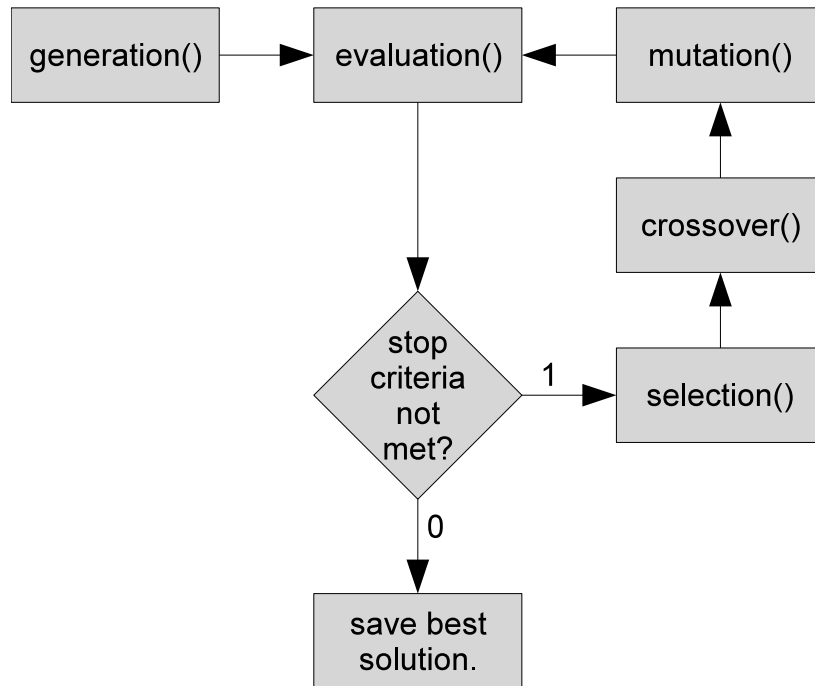 generation()
evaluation()
mutation()
crossover()
stop
criteria
not
met?
1
selection()
0
save best
solution.